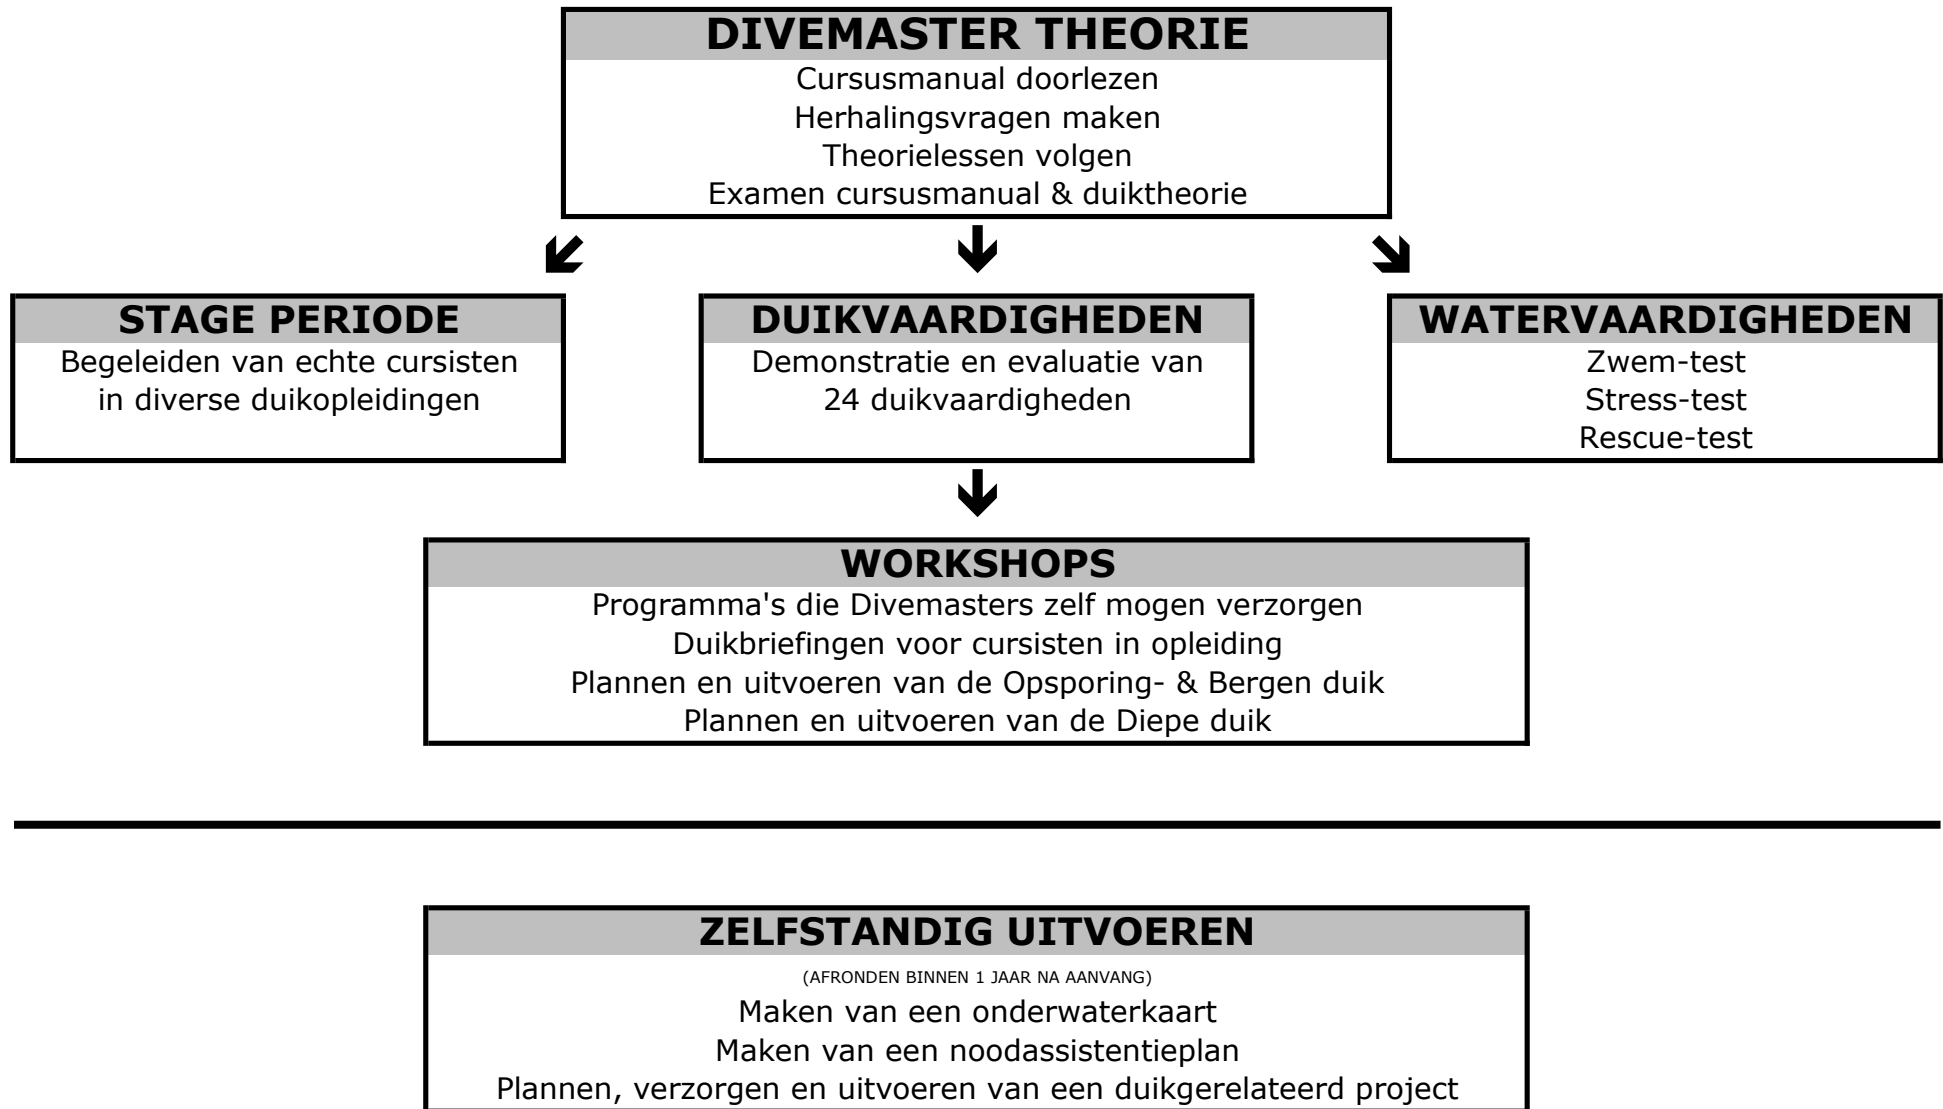 DIVEMASTER THEORIE
Cursusmanual doorlezen
Herhalingsvragen maken
Theorielessen volgen
Examen cursusmanual & duiktheorie
STAGE PERIODE
Begeleiden van echte cursisten
in diverse duikopleidingen
DUIKVAARDIGHEDEN
Demonstratie en evaluatie van
24 duikvaardigheden
WATERVAARDIGHEDEN
Zwem-test
Stress-test
Rescue-test
WORKSHOPS
Programma's die Divemasters zelf mogen verzorgen
Duikbriefingen voor cursisten in opleiding
Plannen en uitvoeren van de Opsporing- & Bergen duik
Plannen en uitvoeren van de Diepe duik
ZELFSTANDIG UITVOEREN
(AFRONDEN BINNEN 1 JAAR NA AANVANG)
Maken van een onderwaterkaart
Maken van een noodassistentieplan
Plannen, verzorgen en uitvoeren van een duikgerelateerd project